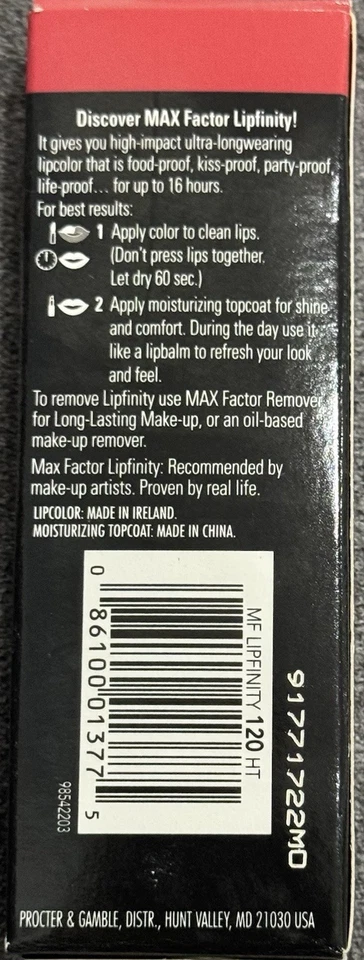 Discover MAX Factor Lipfinity!
It gives you high-impact ultra-longwearing
lipcolor that is food-proof, kiss-proof, party-proof,
life-proof... for up to 16 hours.
For best results:
1 Apply color to clean lips.
(Don't press lips together.
Let dry 60 sec.)
2 Apply moisturizing topcoat for shine
and comfort. During the day use it
like a lipbalm to refresh your look
and feel.
To remove Lipfinity use MAX Factor Remover
for Long-Lasting Make-up, or an oil-based
make-up remover.
Max Factor Lipfinity: Recommended by
make-up artists. Proven by real life.
LIPCOLOR: MADE IN IRELAND.
MOISTURIZING TOPCOAT: MADE IN CHINA.
MF LIPFINITY 120 HT
0 86100 01377 5
98542203
91771722M0
PROCTER & GAMBLE, DISTR., HUNT VALLEY, MD 21030 USA